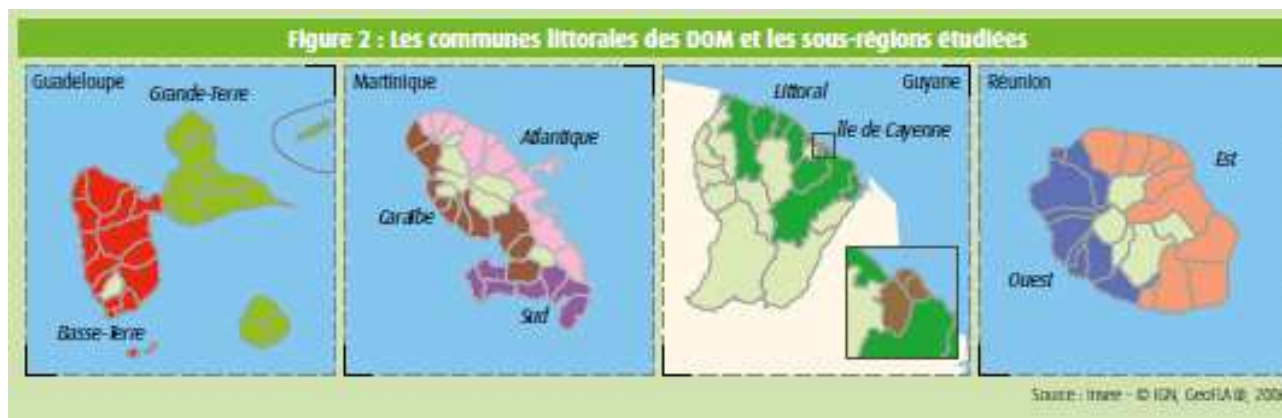 Figure 2 : Les communes littorales des DOM et les sous-régions étudiées
Guadeloupe
Grande-Terre
Basse-Terre
Martinique
Atlantique
Caraïbe
Sud
Littoral
Guyane
Île de Cayenne
Réunion
Est
Ouest
Source : Insee - © IGN, GeoFLA®,